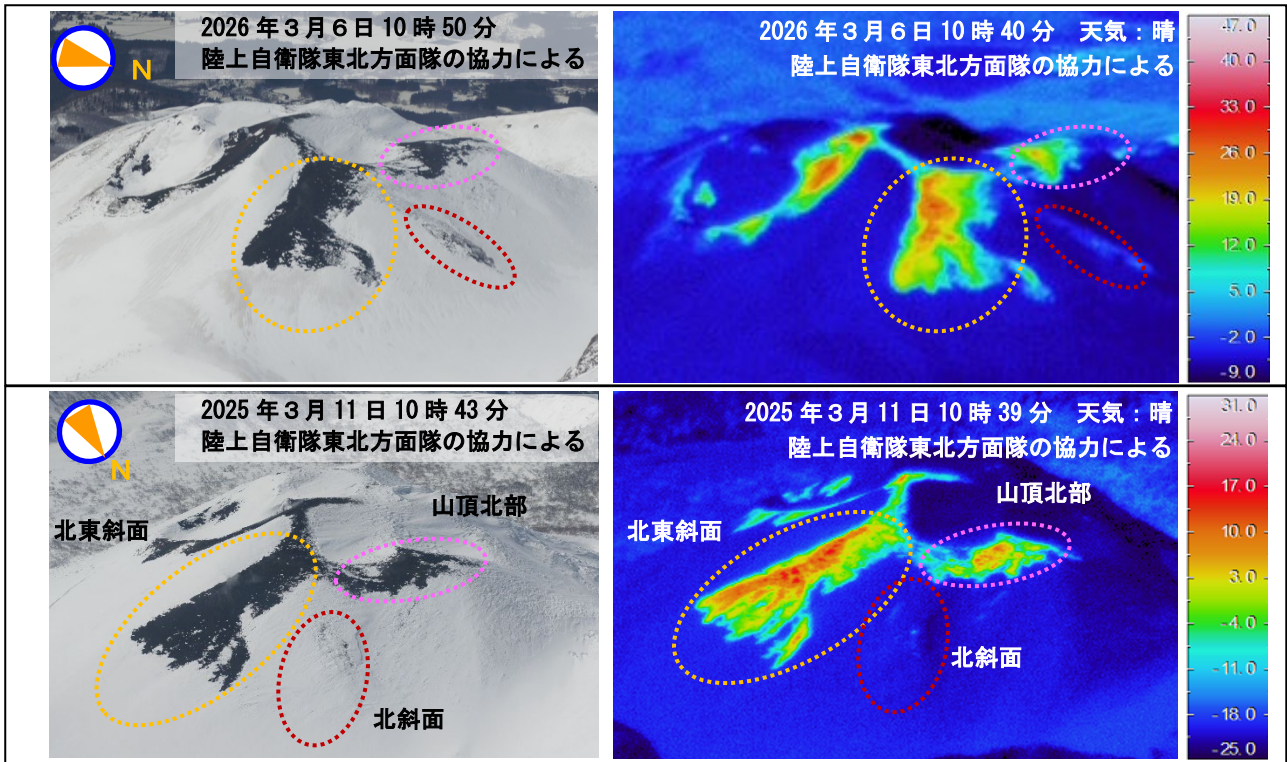 2026年3月6日10時50分
陸上自衛隊東北方面隊の協力による
N
2026年3月6日10時40分 天気:晴
陸上自衛隊東北方面隊の協力による
47.0
40.0
33.0
26.0
19.0
12.0
5.0
-2.0
-9.0
2025年3月11日10時43分
陸上自衛隊東北方面隊の協力による
N
北東斜面
山頂北部
北斜面
2025年3月11日10時39分 天気:晴
陸上自衛隊東北方面隊の協力による
北東斜面
山頂北部
北斜面
31.0
24.0
17.0
10.0
3.0
-4.0
-11.0
-18.0
-25.0